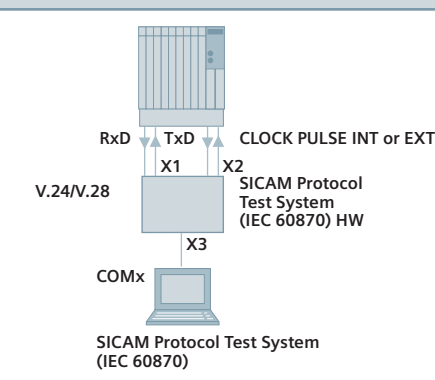 RxD TxD CLOCK PULSE INT or EXT
X1 X2
V.24/V.28
SICAM Protocol
Test System
(IEC 60870) HW
X3
COMx
SICAM Protocol Test System
(IEC 60870)